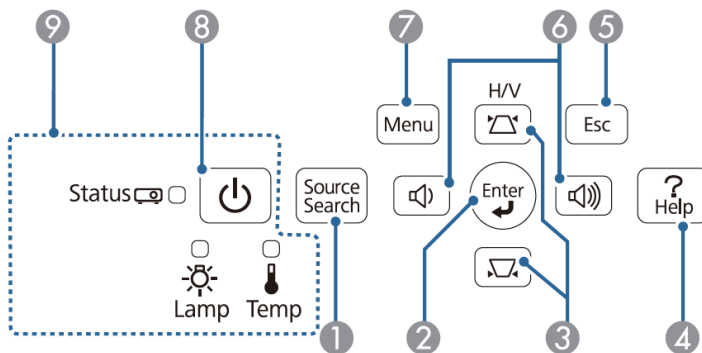 9
8
7
6
5
H/V
Menu
Esc
Status
Source
Search
Enter
?
Help
Lamp
Temp
1
2
3
4